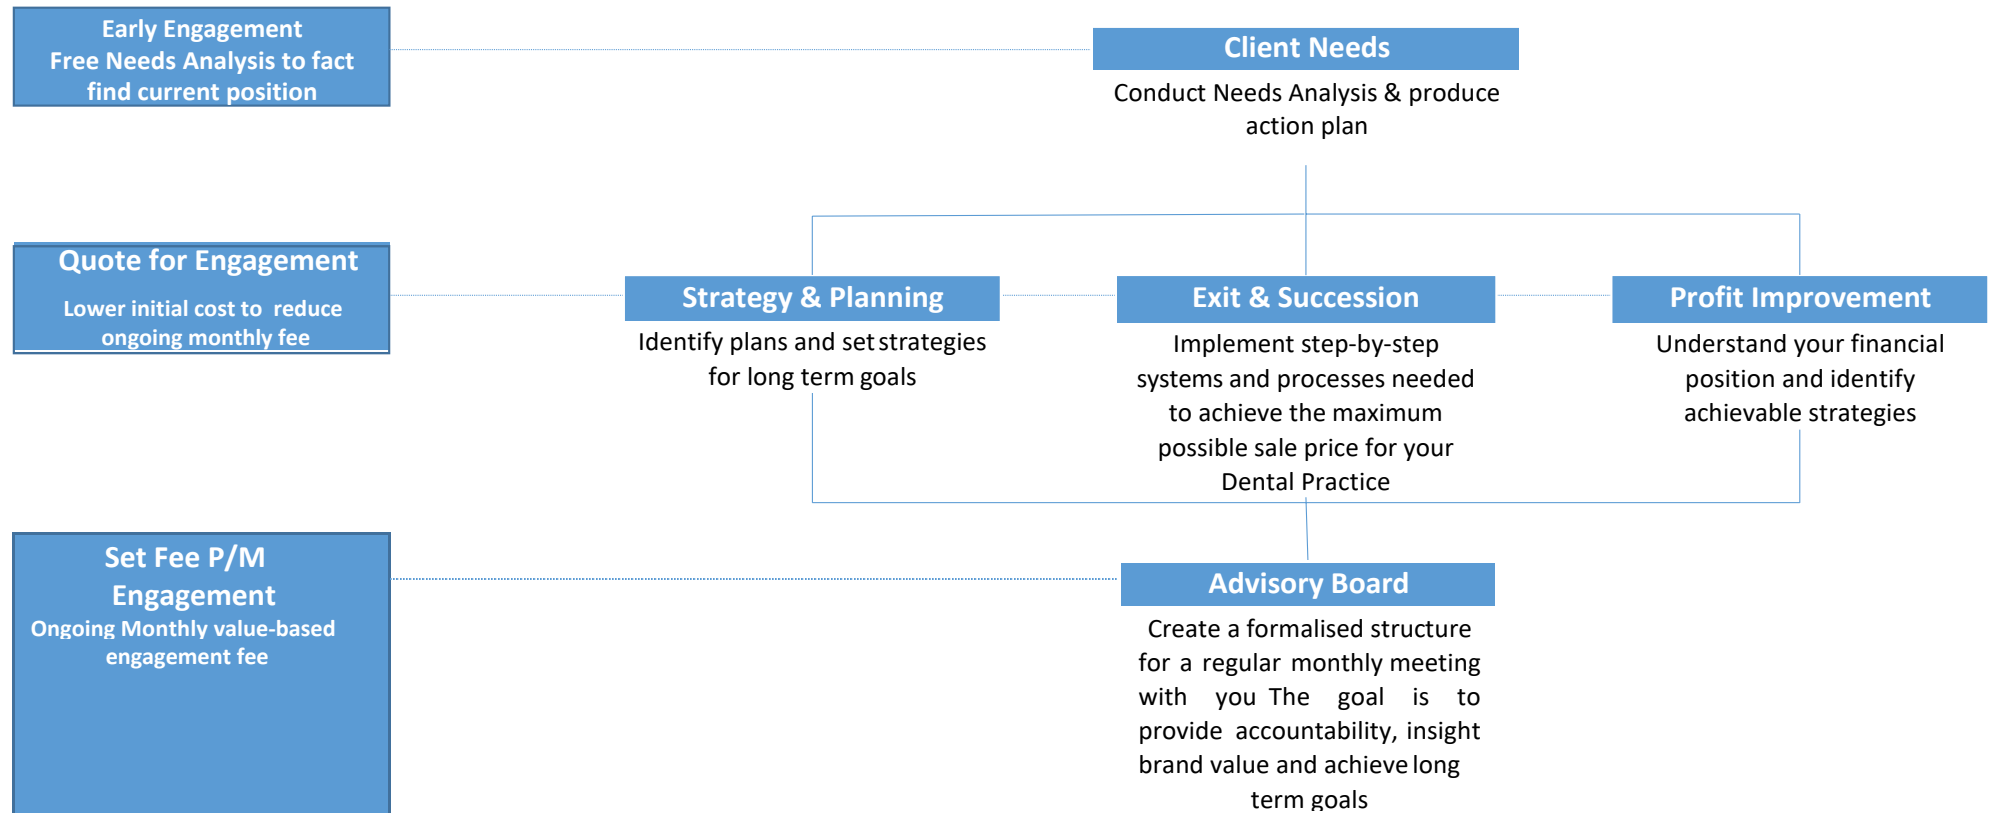 Early Engagement
Free Needs Analysis to fact
find current position
Client Needs
Conduct Needs Analysis & produce
action plan
Quote for Engagement
Lower initial cost to reduce
ongoing monthly fee
Strategy & Planning
Identify plans and set strategies
for long term goals
Exit & Succession
Implement step-by-step
systems and processes needed
to achieve the maximum
possible sale price for your
Dental Practice
Profit Improvement
Understand your financial
position and identify
achievable strategies
Set Fee P/M
Engagement
Ongoing Monthly value-based
engagement fee
Advisory Board
Create a formalised structure
for a regular monthly meeting
with you The goal is to
provide accountability, insight
brand value and achieve long
term goals